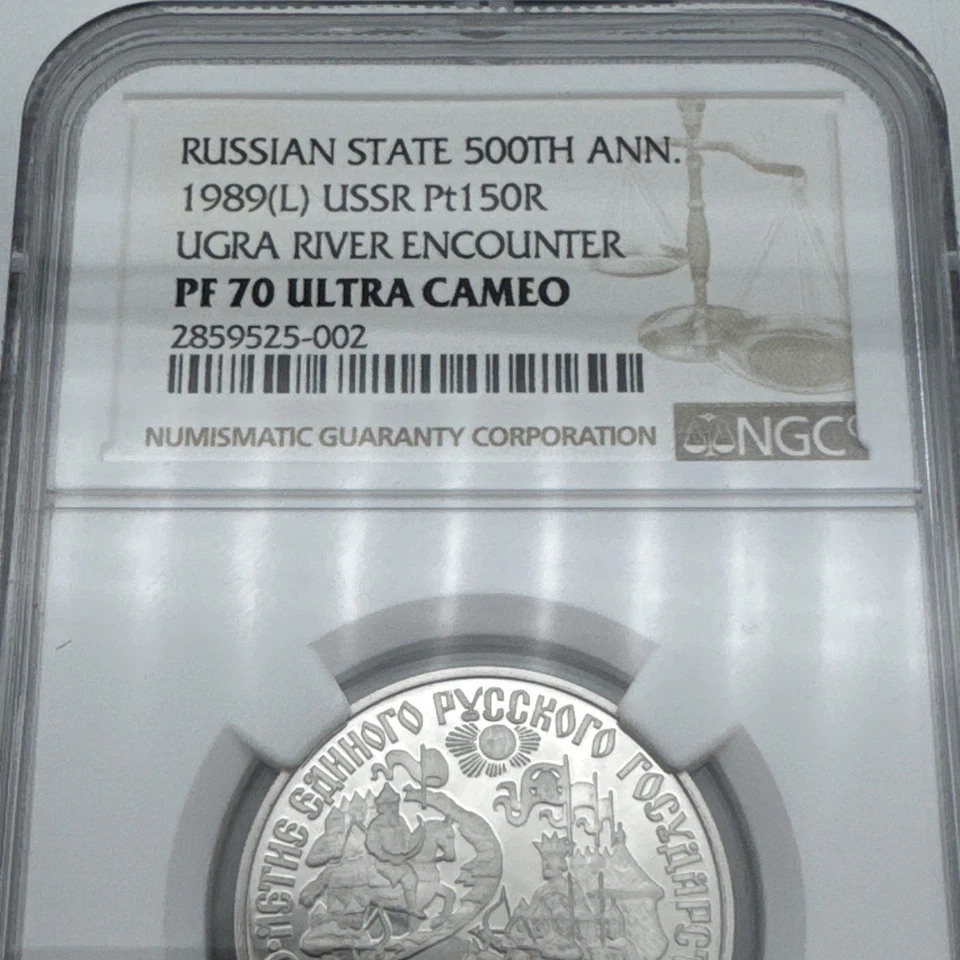 RUSSIAN STATE 500TH ANN.
1989(L) USSR Pt150R
UGRA RIVER ENCOUNTER
PF 70 ULTRA CAMEO
2859525-002
NUMISMATIC GUARANTY CORPORATION
NGC
ЕДИНОГО РУССКОГО